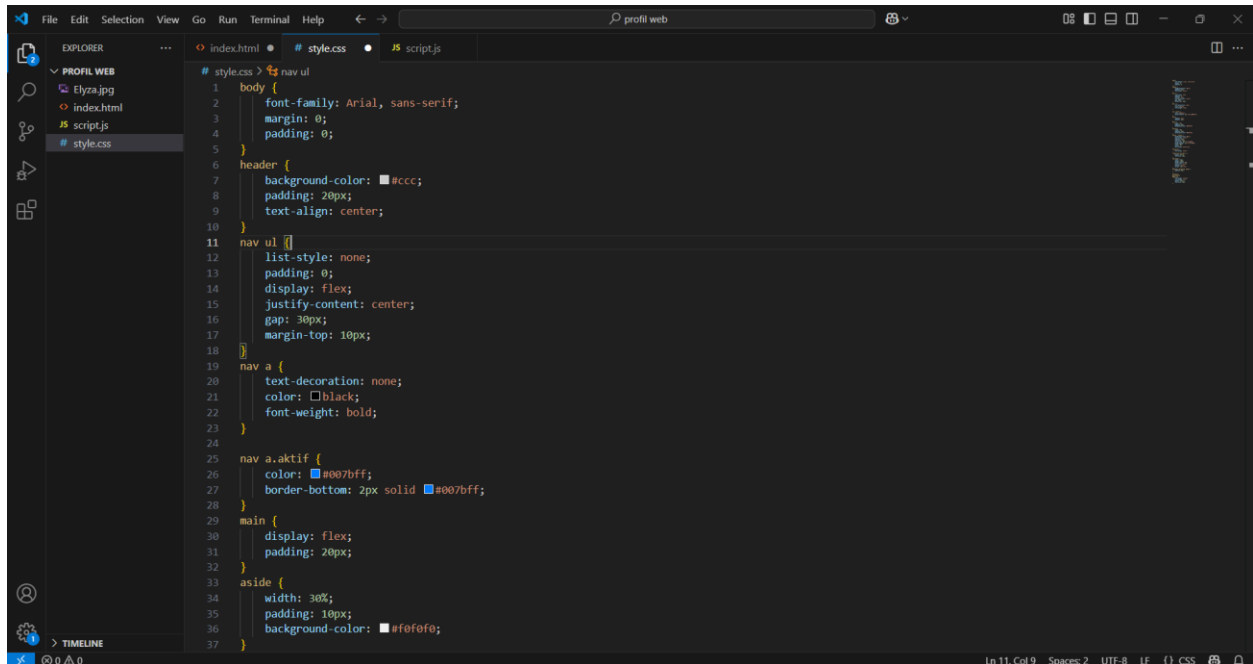 File Edit Selection View Go Run Terminal Help
profil web
EXPLORER
PROFIL WEB
Elyza.jpg
index.html
JS script.js
# style.css
TIMELINE
index.html
# style.css
JS script.js
# style.css > nav ul
1 body {
2 font-family: Arial, sans-serif;
3 margin: 0;
4 padding: 0;
5 }
6 header {
7 background-color: #ccc;
8 padding: 20px;
9 text-align: center;
10 }
11 nav ul {
12 list-style: none;
13 padding: 0;
14 display: flex;
15 justify-content: center;
16 gap: 30px;
17 margin-top: 10px;
18 }
19 nav a {
20 text-decoration: none;
21 color: black;
22 font-weight: bold;
23 }
24
25 nav a.aktif {
26 color: #007bff;
27 border-bottom: 2px solid #007bff;
28 }
29 main {
30 display: flex;
31 padding: 20px;
32 }
33 aside {
34 width: 30%;
35 padding: 10px;
36 background-color: #f0f0f0;
37 }
2
1
0 0
Ln 11, Col 9 Spaces: 2 UTF-8 LF {} CSS